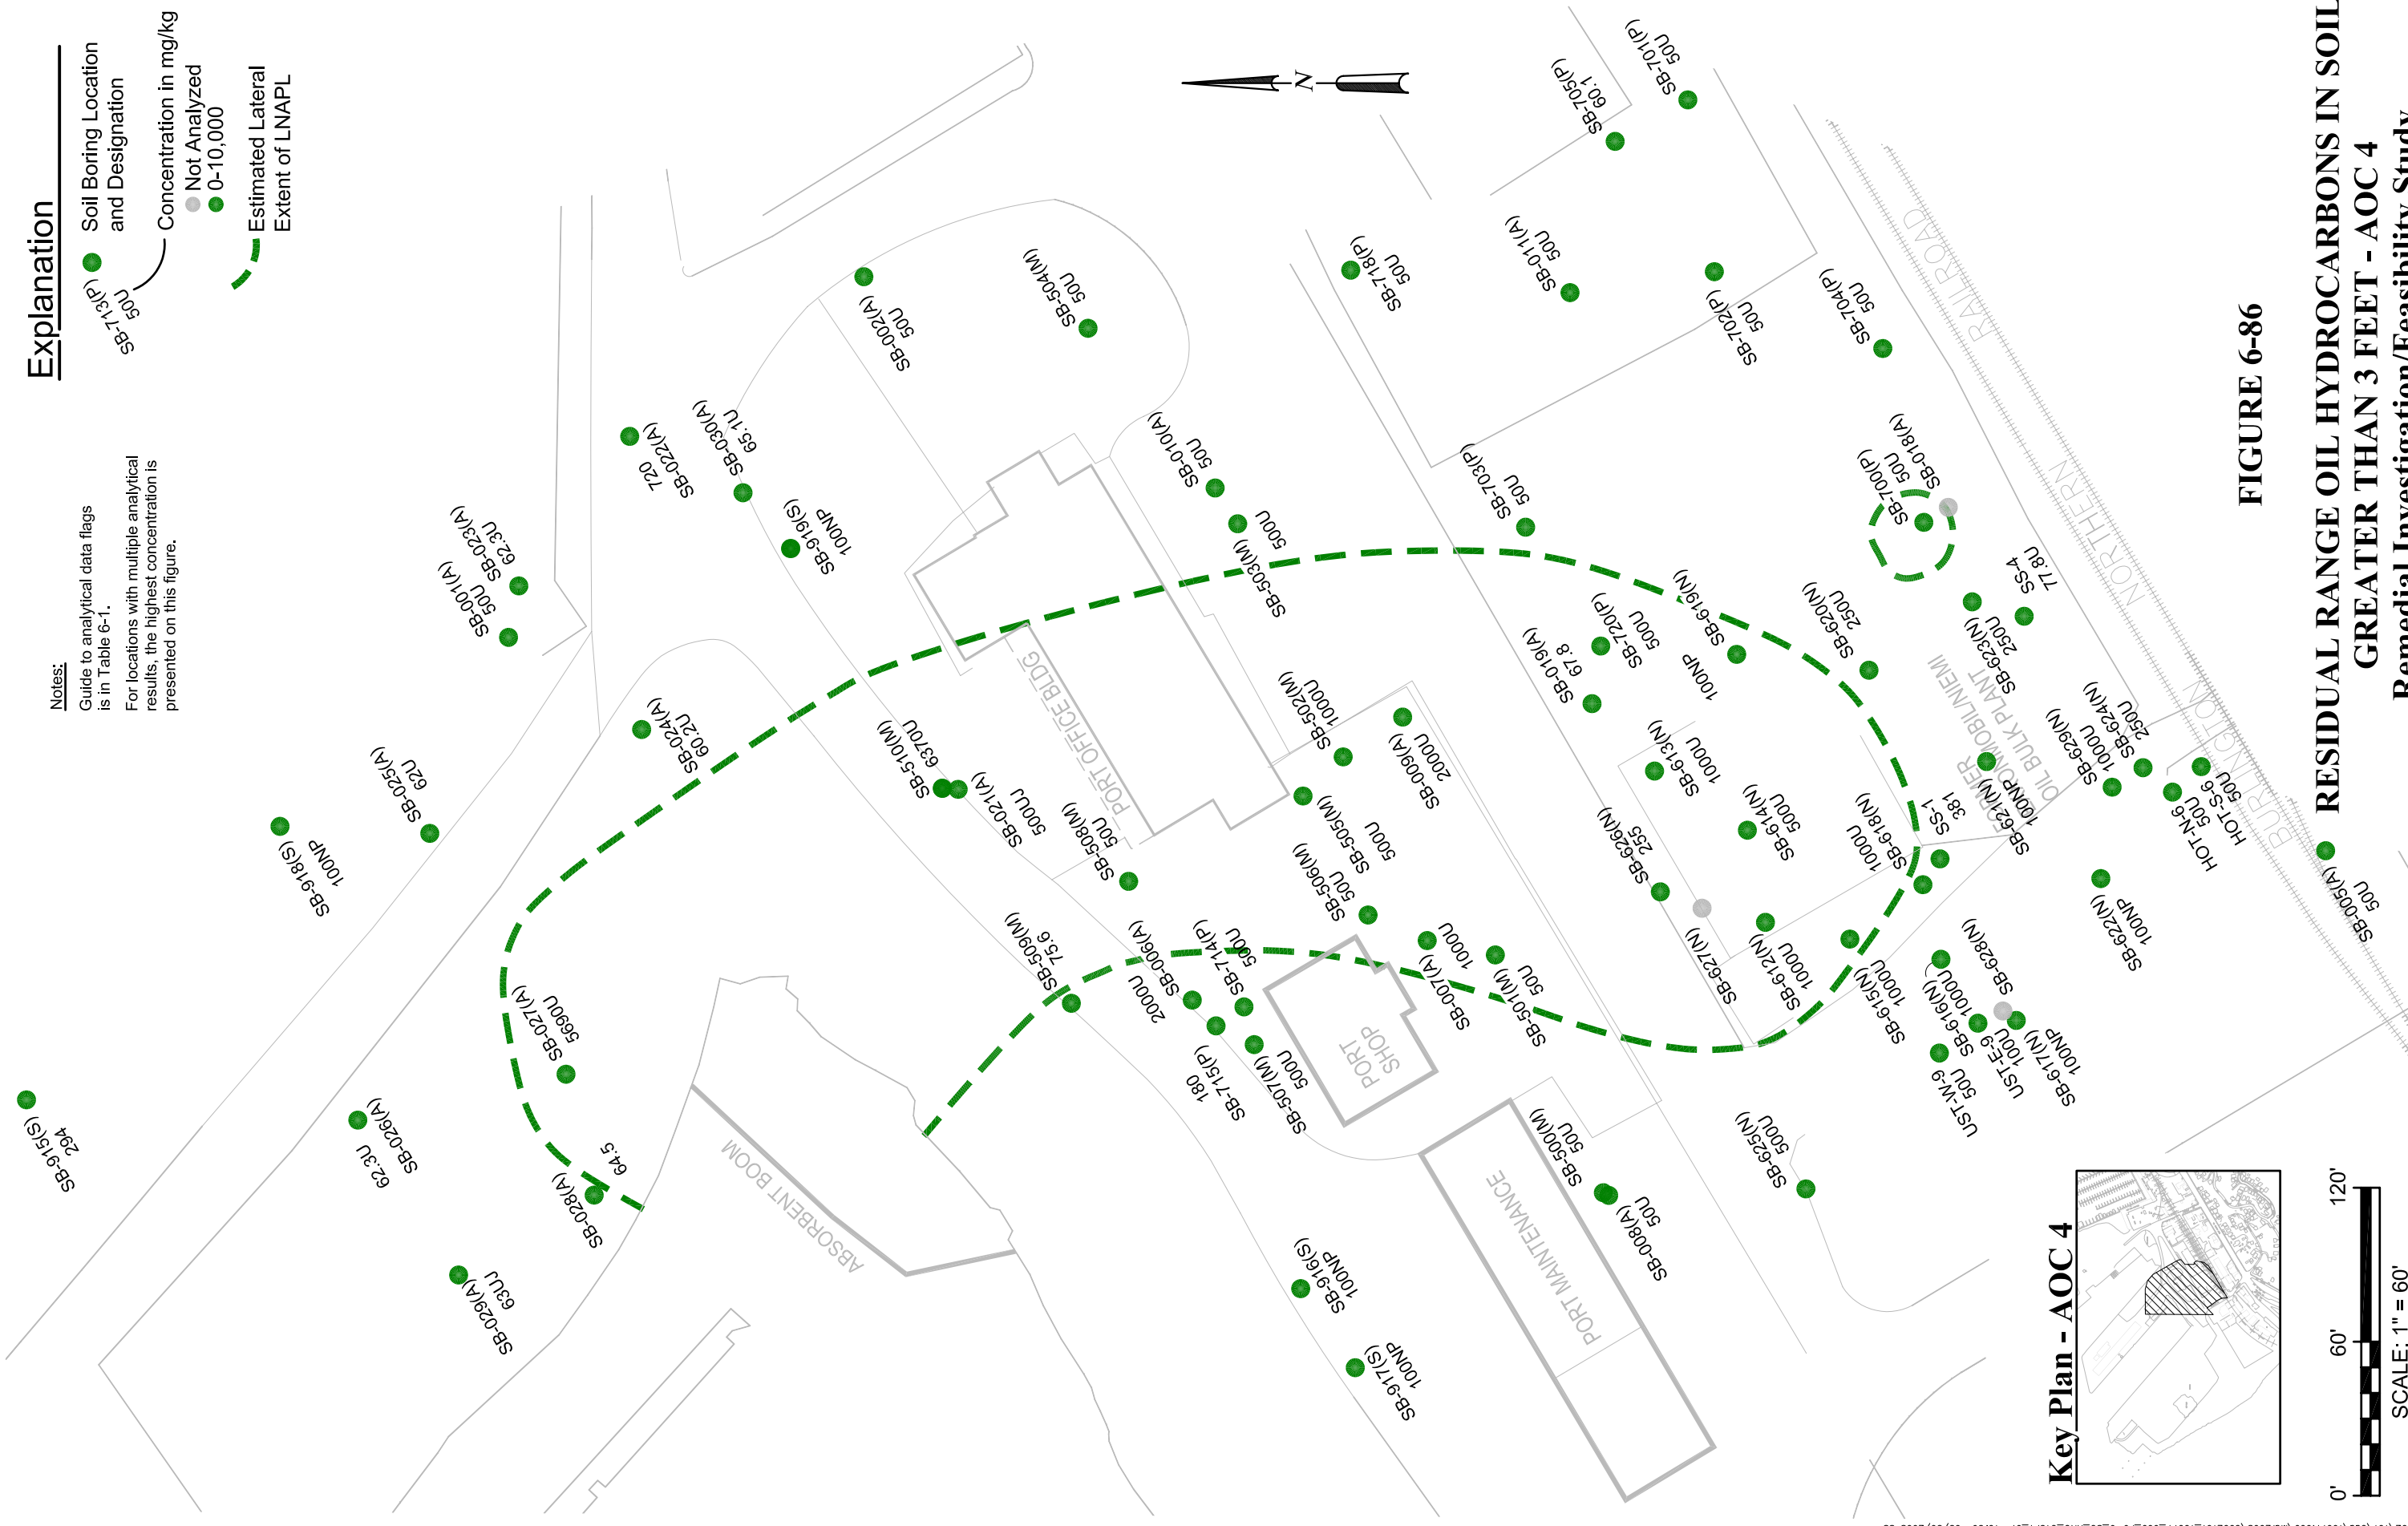 Explanation
SB-713(P)
50U
Soil Boring Location
and Designation
Concentration in mg/kg
Not Analyzed
0-10,000
Estimated Lateral
Extent of LNAPL
Notes:
Guide to analytical data flags
is in Table 6-1.
For locations with multiple analytical
results, the highest concentration is
presented on this figure.
N
SB-915(S)
294
SB-918(S)
100NP
SB-025(A)
62U
SB-026(A)
62.3U
SB-029(A)
63UJ
SB-028(A)
64.5
SB-027(A)
5690U
SB-001(A)
50U
SB-023(A)
62.3U
SB-024(A)
60.2U
SB-022(A)
720
SB-030(A)
65.1U
SB-919(S)
100NP
SB-002(A)
50U
SB-504(M)
50U
SB-510(M)
6370U
SB-021(A)
500UJ
SB-508(M)
50U
SB-509(M)
75.6
PORT OFFICE BLDG
ABSORBENT BOOM
SB-010(A)
50U
SB-503(M)
500U
SB-502(M)
1000U
SB-009(A)
2000U
SB-505(M)
500U
SB-506(M)
50U
SB-006(A)
2000U
SB-714(P)
500U
SB-715(P)
180
SB-507(M)
500U
SB-007(A)
1000U
SB-501(M)
50U
PORT
SHOP
PORT MAINTENANCE
SB-500(M)
50U
SB-008(A)
50U
SB-916(S)
100NP
SB-917(S)
100NP
SB-718(P)
50U
SB-011(A)
50U
SB-705(P)
60.1
SB-701(P)
50U
SB-702(P)
50U
SB-704(P)
50U
SB-703(P)
50U
SB-019(A)
67.8
SB-720(P)
500U
SB-619(N)
100NP
SB-620(N)
250U
SB-613(N)
1000U
SB-614(N)
500U
SB-626(N)
255
SB-627(N)
SB-612(N)
1000U
SB-615(N)
1000U
SB-618(N)
1000U
SS-1
381
SB-621(N)
100NP
SB-700(P)
50U
SB-018(A)
SB-623(N)
250U
SS-4
77.8U
SB-629(N)
1000U
SB-624(N)
250U
HOT-N-6
50U
HOT-S-6
50U
SB-622(N)
100NP
SB-628(N)
SB-616(N)
1000U
UST-E-9
100U
SB-617(N)
100NP
UST-W-9
50U
SB-625(N)
500U
SB-005(A)
50U
FORMER
EXXONMOBIL/NIEMI
OIL BULK PLANT
BURLINGTON NORTHERN RAILROAD
Key Plan - AOC 4
0' 60' 120'
SCALE: 1" = 60'
FIGURE 6-86
RESIDUAL RANGE OIL HYDROCARBONS IN SOIL
GREATER THAN 3 FEET - AOC 4
Remedial Investigation/Feasibility Study